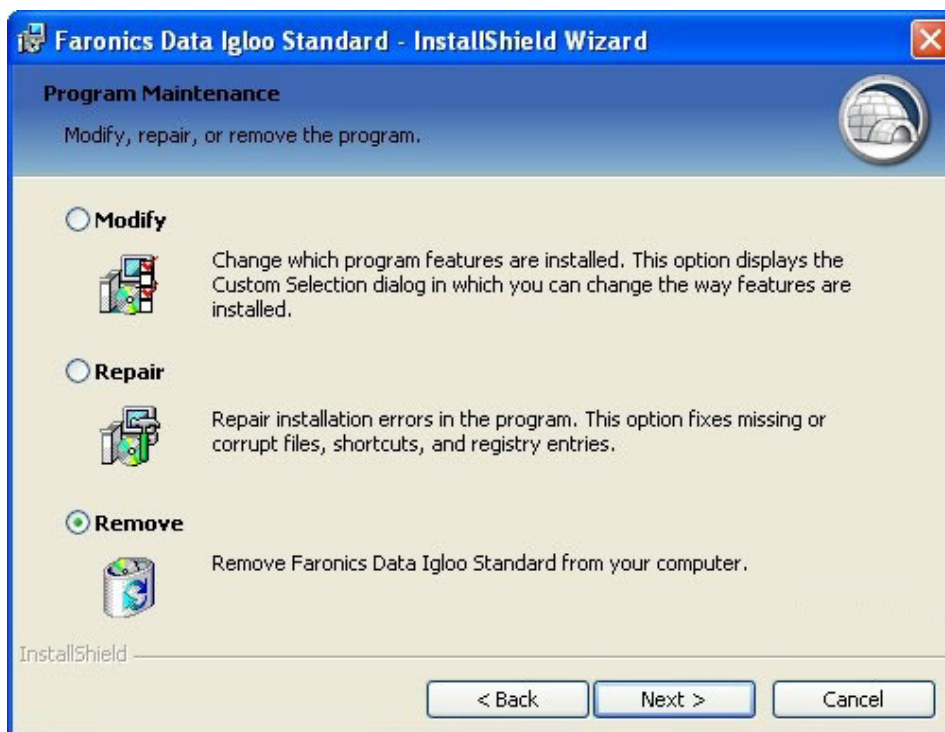 Faronics Data Igloo Standard - InstallShield Wizard
Program Maintenance
Modify, repair, or remove the program.
Modify
Change which program features are installed. This option displays the
Custom Selection dialog in which you can change the way features are
installed.
Repair
Repair installation errors in the program. This option fixes missing or
corrupt files, shortcuts, and registry entries.
Remove
Remove Faronics Data Igloo Standard from your computer.
InstallShield
< Back
Next >
Cancel